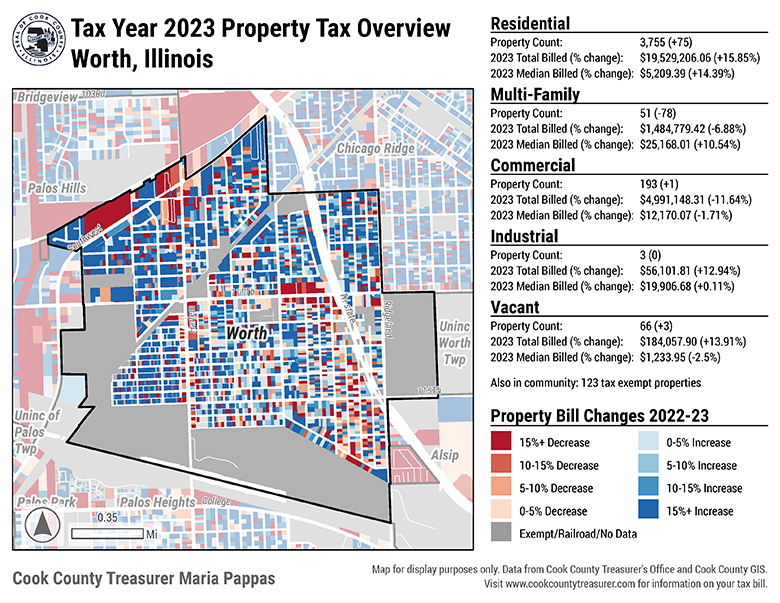 SEAL OF COOK COUNTY
ILLINOIS
Tax Year 2023 Property Tax Overview
Worth, Illinois
Bridgeview
103Rd
Chicago Ridge
Palos Hills
Southwest
111Th
Worth
Ridgeland
Uninc
Worth
Twp
115Th
Uninc of
Palos
Twp
Alsip
Palos Park
Palos Heights
College
0.35
Mi
Residential
Property Count: 3,755 (+75)
2023 Total Billed (% change): $19,529,206.06 (+15.85%)
2023 Median Billed (% change): $5,209.39 (+14.39%)
Multi-Family
Property Count: 51 (-78)
2023 Total Billed (% change): $1,484,779.42 (-6.88%)
2023 Median Billed (% change): $25,168.01 (+10.54%)
Commercial
Property Count: 193 (+1)
2023 Total Billed (% change): $4,991,148.31 (-11.64%)
2023 Median Billed (% change): $12,170.07 (-1.71%)
Industrial
Property Count: 3 (0)
2023 Total Billed (% change): $56,101.81 (+12.94%)
2023 Median Billed (% change): $19,906.68 (+0.11%)
Vacant
Property Count: 66 (+3)
2023 Total Billed (% change): $184,057.90 (+13.91%)
2023 Median Billed (% change): $1,233.95 (-2.5%)
Also in community: 123 tax exempt properties
Property Bill Changes 2022-23
15%+ Decrease
10-15% Decrease
5-10% Decrease
0-5% Decrease
Exempt/Railroad/No Data
0-5% Increase
5-10% Increase
10-15% Increase
15%+ Increase
Cook County Treasurer Maria Pappas
Map for display purposes only. Data from Cook County Treasurer's Office and Cook County GIS.
Visit www.cookcountytreasurer.com for information on your tax bill.